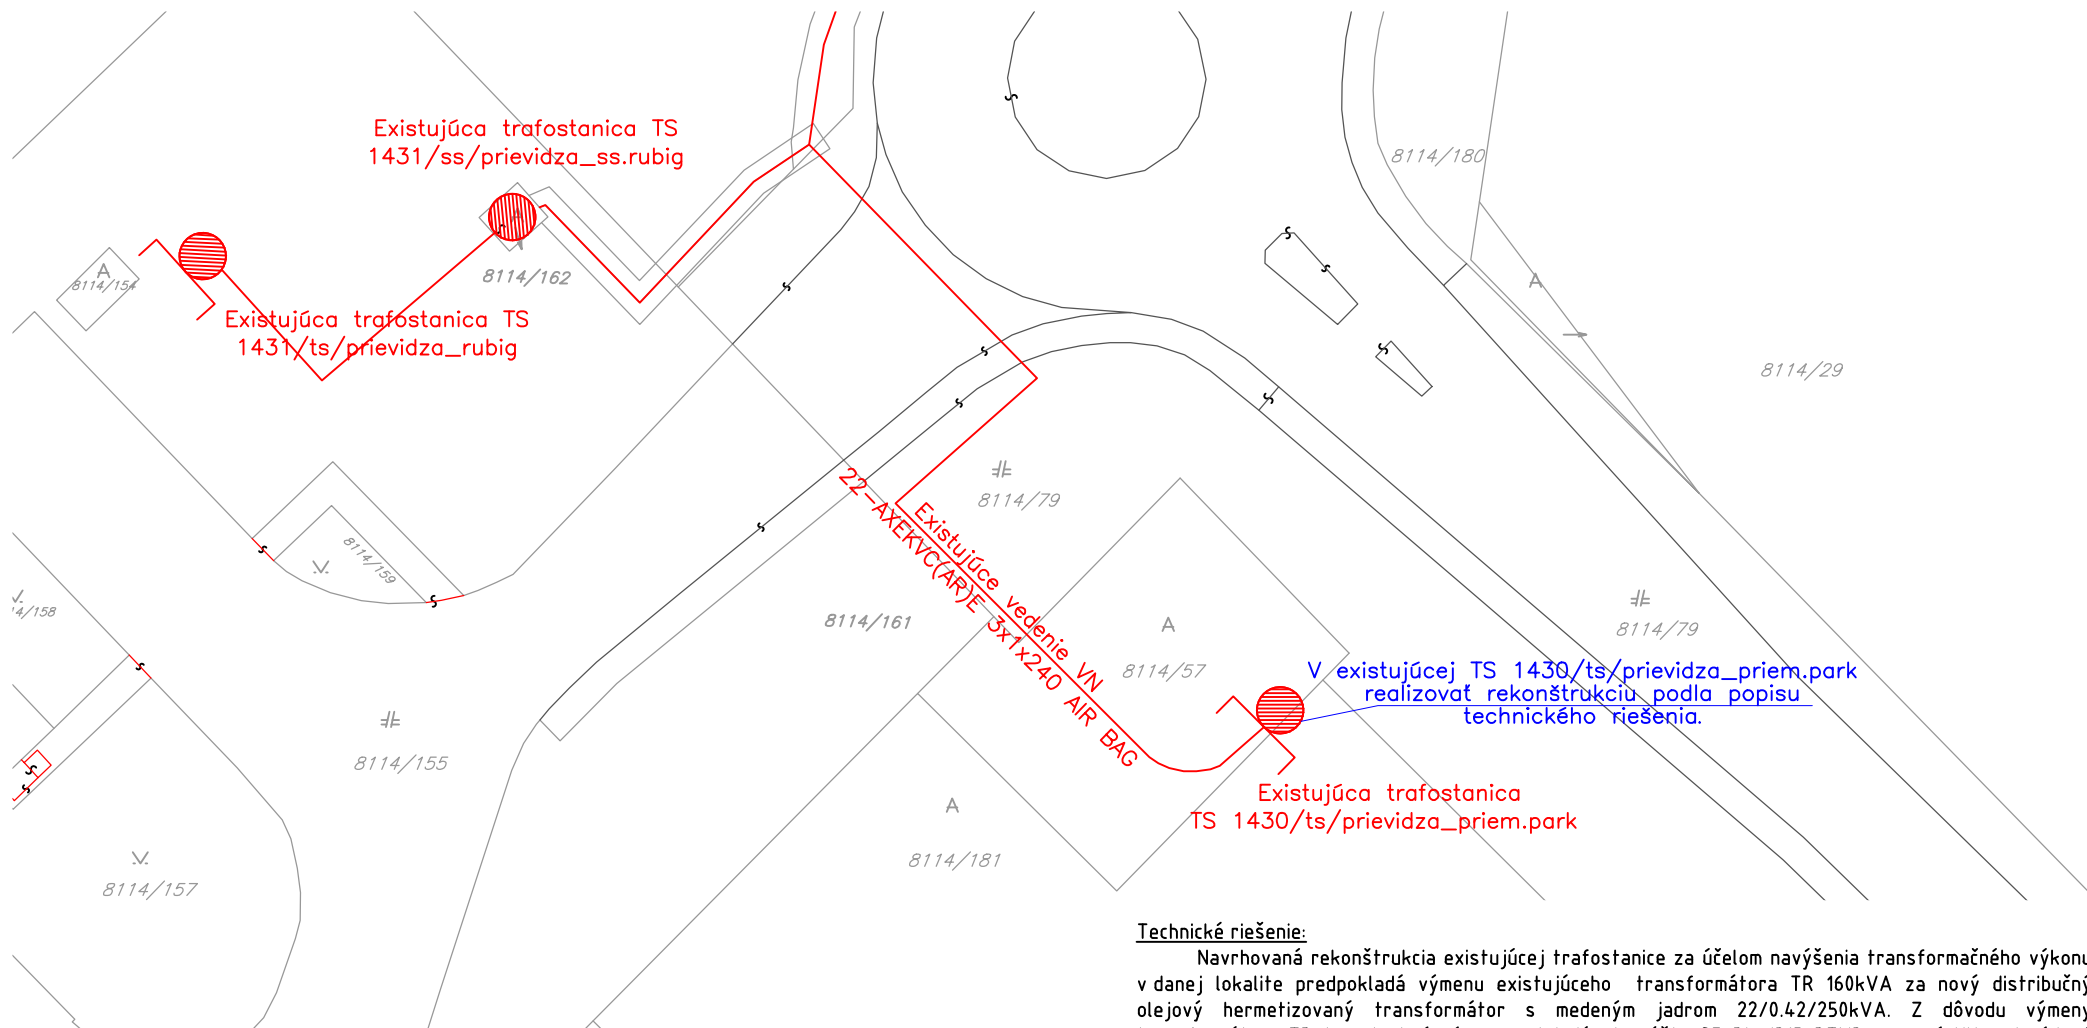 Existujúca trafostanica TS
1431/ss/prievidza_ss.rubig
8114/180
A
8114/154
A
8114/162
A
Existujúca trafostanica TS
1431/ts/prievidza_rubig
8114/29
8114/79
22-AXEKVC(AR)E 3x1x240 AIR BAG
Existujúce vedenie VN
8114/159
4/158
8114/161
A
8114/57
8114/79
V existujúcej TS 1430/ts/prievidza_priem.park
realizovať rekonštrukciu podla popisu
technického riešenia.
8114/155
Existujúca trafostanica
TS 1430/ts/prievidza_priem.park
A
8114/181
8114/157
Technické riešenie:
Navrhovaná rekonštrukcia existujúcej trafostanice za účelom navýšenia transformačného výkonu
v danej lokalite predpokladá výmenu existujúceho transformátora TR 160kVA za nový distribučný
olejový hermetizovaný transformátor s medeným jadrom 22/0.42/250kVA. Z dôvodu výmeny